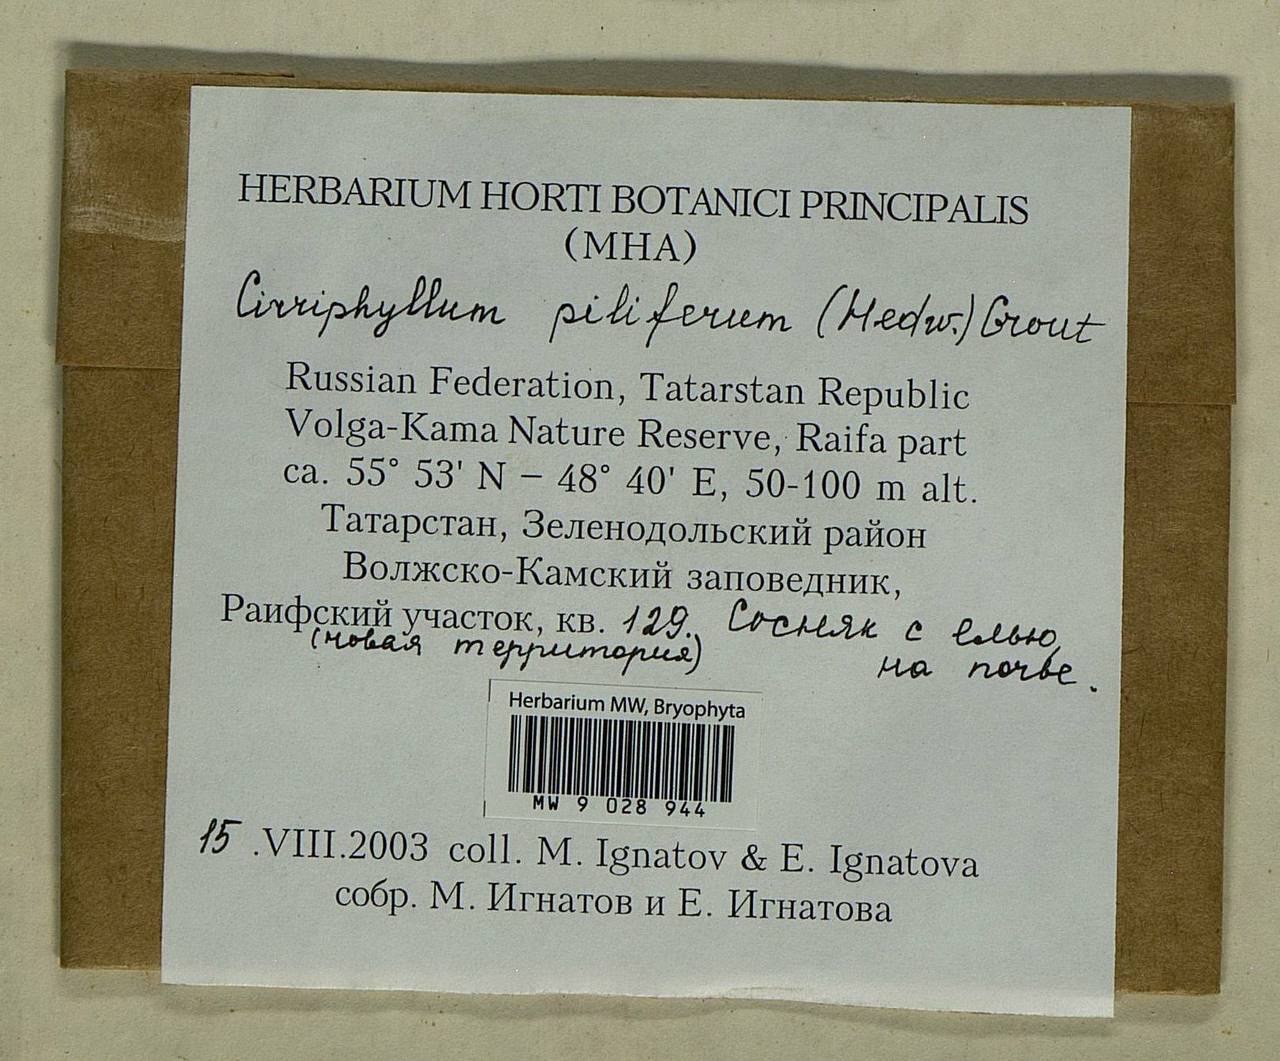 HERBARIUM HORTI BOTANICI PRINCIPALIS
(MHA)
Cirriphyllum piliferum (Hedw.) Grout
Russian Federation, Tatarstan Republic
Volga-Kama Nature Reserve, Raifa part
ca. 55° 53' N – 48° 40' E, 50-100 m alt.
Татарстан, Зеленодольский район
Волжско-Камский заповедник,
Раифский участок, кв. 129. Сосняк с елью,
(новая территория) на почве.
Herbarium MW, Bryophyta
MW 9 028 944
15 .VIII.2003 coll. M. Ignatov & E. Ignatova
собр. М. Игнатов и Е. Игнатова